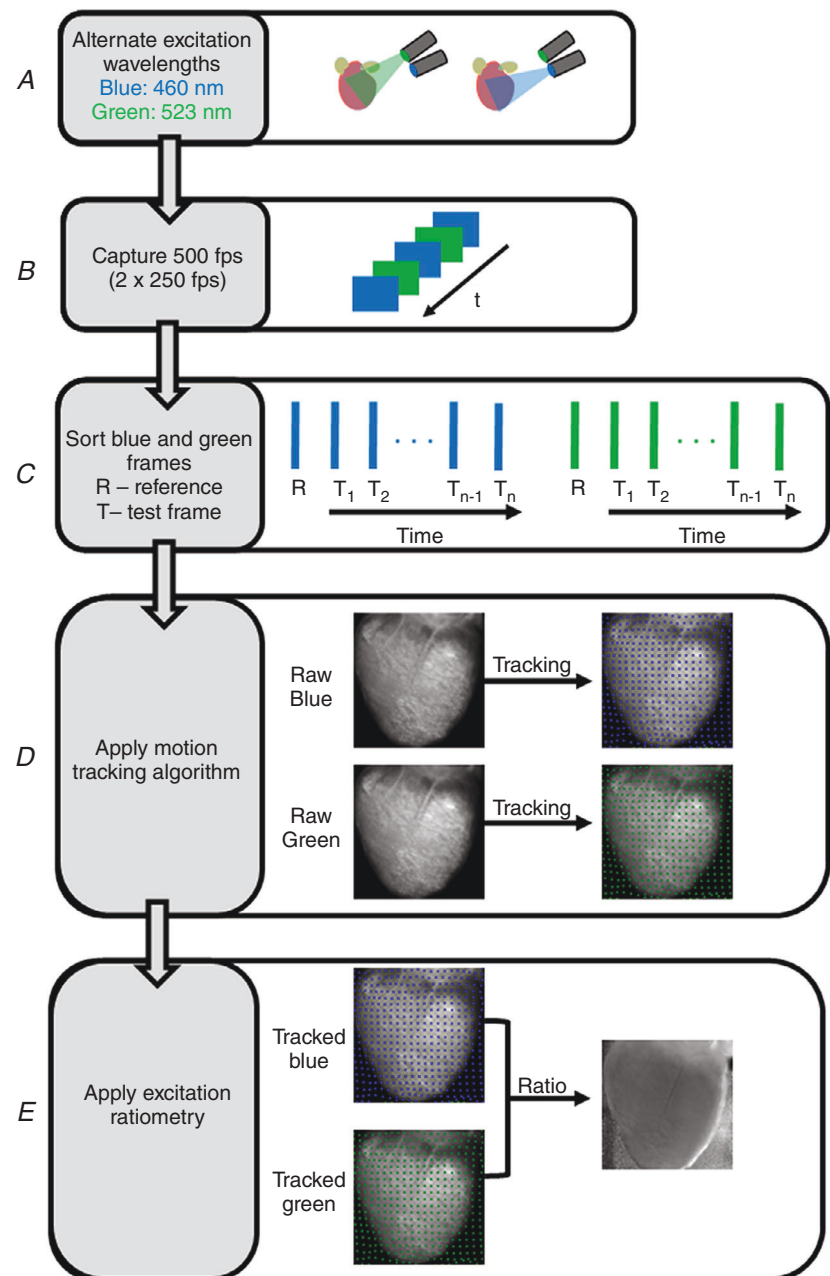 A
Alternate excitation
wavelengths
Blue: 460 nm
Green: 523 nm
B
Capture 500 fps
(2 x 250 fps)
t
C
Sort blue and green
frames
R – reference
T– test frame
R T1 T2 Tn-1 Tn
Time
R T1 T2 Tn-1 Tn
Time
D
Apply motion
tracking algorithm
Raw
Blue
Tracking
Raw
Green
Tracking
E
Apply excitation
ratiometry
Tracked
blue
Tracked
green
Ratio